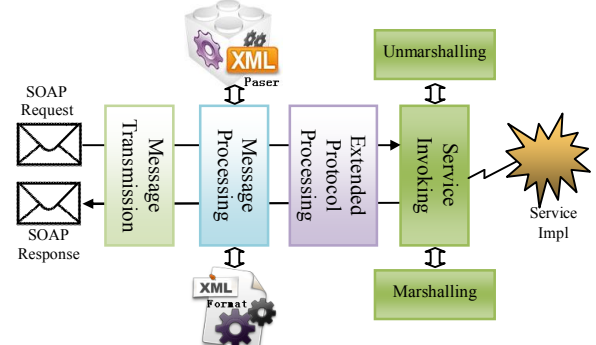 XML
Paser
Unmarshalling
SOAP
Request
Message
Transmission
Message
Processing
Extended
Protocol
Processing
Service
Invoking
Service
Impl
SOAP
Response
XML
Format
Marshalling